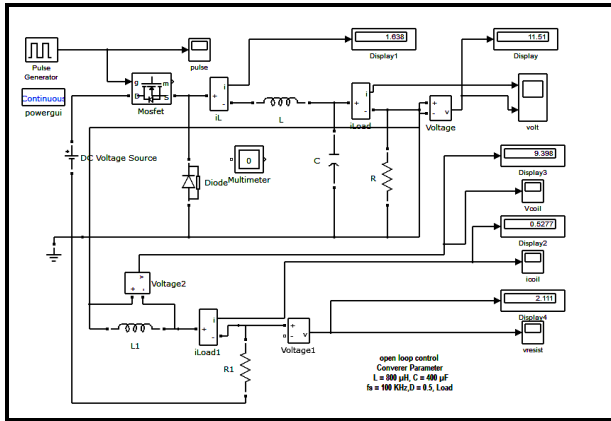 1.638
Display1
11.51
Display
Pulse
Generator
pulse
g
m
D
S
Mosfet
Continuous
powergui
+
i
-
iL
L
+
i
-
iLoad
+
-
v
Voltage
volt
DC Voltage Source
+
Diode
0
Multimeter
C
R
9.398
Display3
Vcoil
0.5277
Display2
icoil
v
+ -
Voltage2
L1
+
i
-
iLoad1
+
-
v
Voltage1
R1
2.111
Display4
vresist
open loop control
Converer Parameter
L = 800 µH, C = 400 µF
fs = 100 KHz,D = 0.5, Load